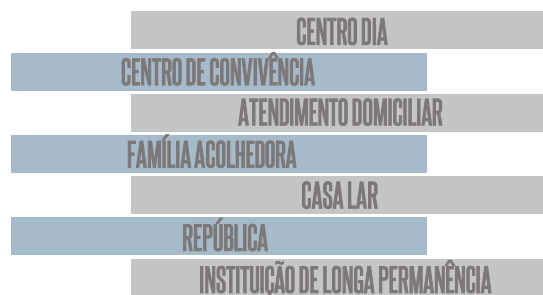 CENTRO DIA
CENTRO DE CONVIVÊNCIA
ATENDIMENTO DOMICILIAR
FAMÍLIA ACOLHEDORA
CASA LAR
REPÚBLICA
INSTITUIÇÃO DE LONGA PERMANÊNCIA